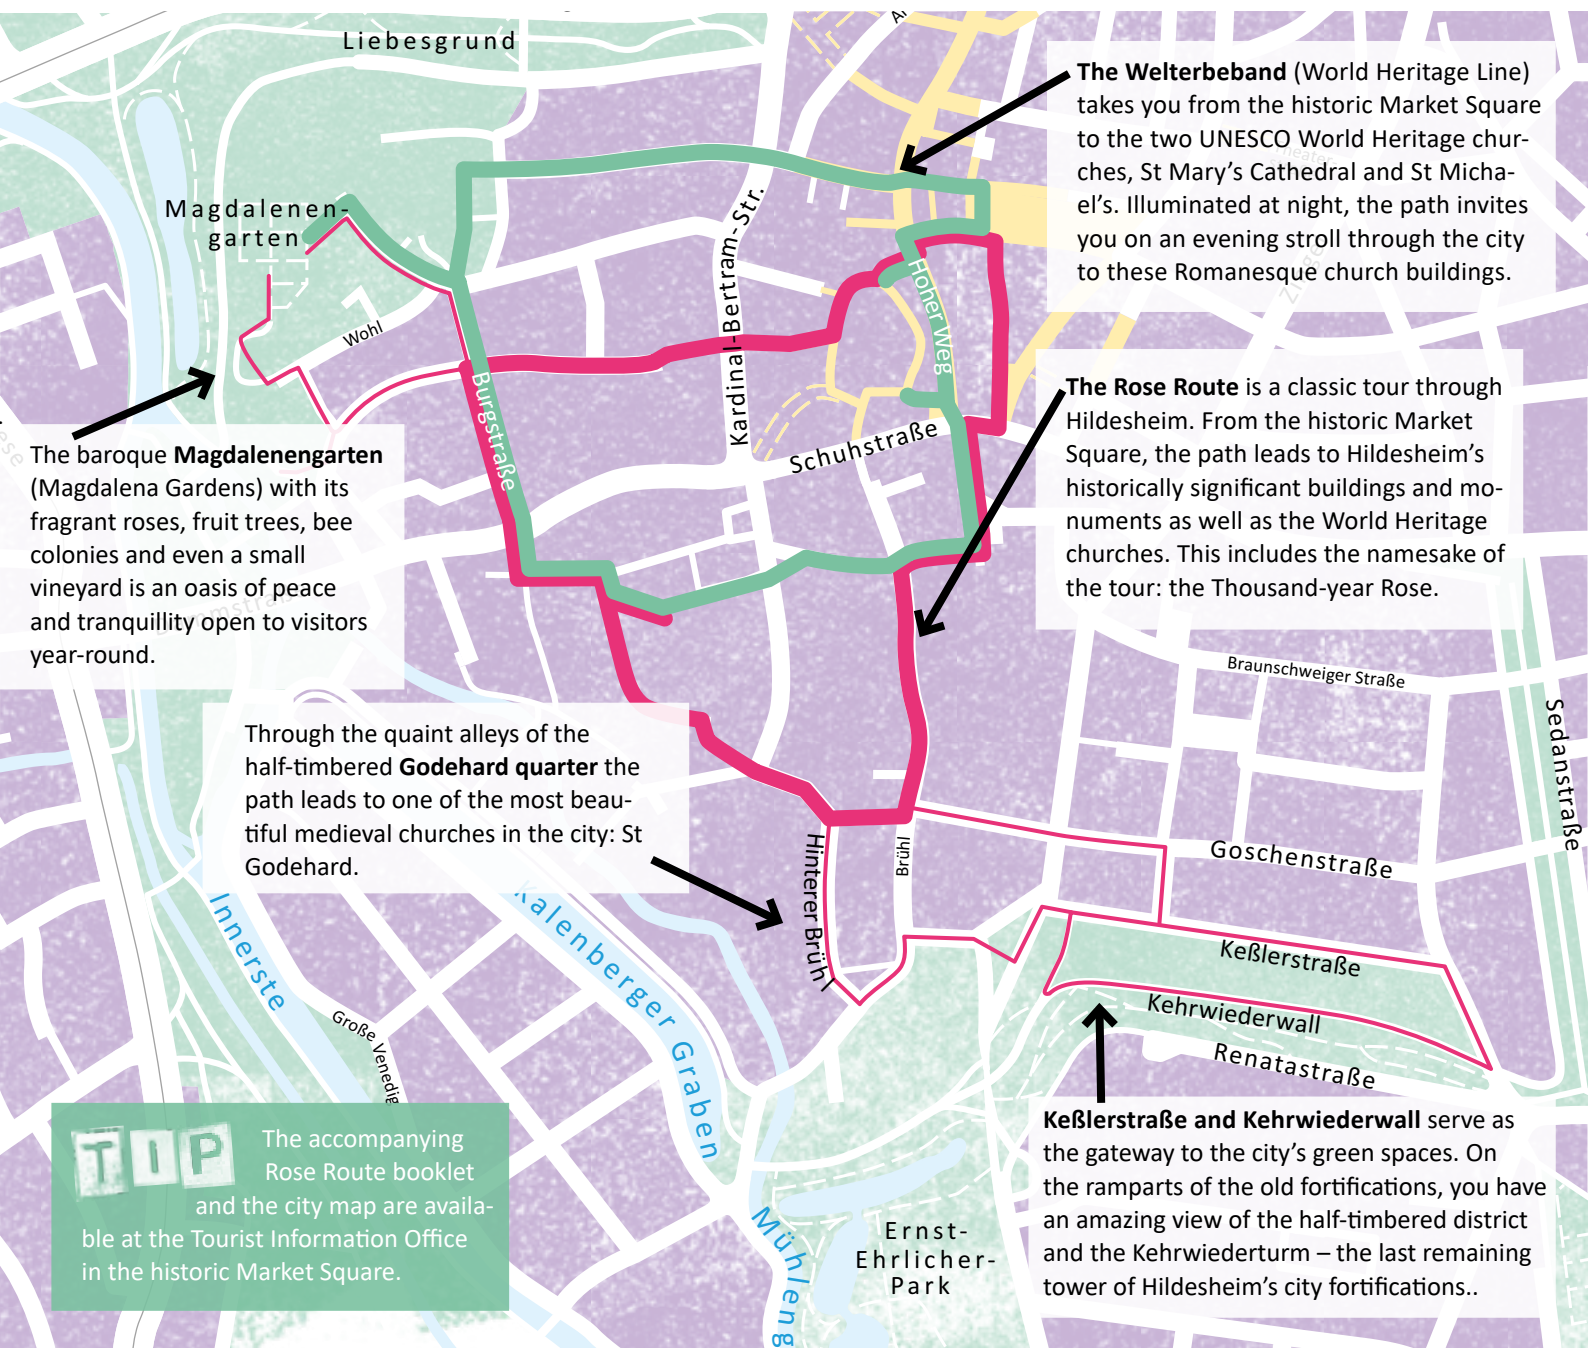 Liebesgrund
The Welterbeband (World Heritage Line)
takes you from the historic Market Square
to the two UNESCO World Heritage chur-
ches, St Mary's Cathedral and St Micha-
el's. Illuminated at night, the path invites
you on an evening stroll through the city
to these Romanesque church buildings.
Magdalenen-
garten
Kardinal-Bertram-Str.
Hoher Weg
Wohl
Burgstraße
Schuhstraße
The Rose Route is a classic tour through
Hildesheim. From the historic Market
Square, the path leads to Hildesheim's
historically significant buildings and mo-
numents as well as the World Heritage
churches. This includes the namesake of
the tour: the Thousand-year Rose.
The baroque Magdalenengarten
(Magdalena Gardens) with its
fragrant roses, fruit trees, bee
colonies and even a small
vineyard is an oasis of peace
and tranquillity open to visitors
year-round.
Braunschweiger Straße
Sedanstraße
Through the quaint alleys of the
half-timbered Godehard quarter the
path leads to one of the most beau-
tiful medieval churches in the city: St
Godehard.
Hinterer Brühl
Brühl
Goschenstraße
Innerste
Kalenberger Graben
Keßlerstraße
Kehrwiederwall
Renatastraße
Große Venedig
TIP
The accompanying
Rose Route booklet
and the city map are availa-
ble at the Tourist Information Office
in the historic Market Square.
Keßlerstraße and Kehrwiederwall serve as
the gateway to the city's green spaces. On
the ramparts of the old fortifications, you have
an amazing view of the half-timbered district
and the Kehrwiederturm – the last remaining
tower of Hildesheim's city fortifications..
Mühleng
Ernst-
Ehrlicher-
Park